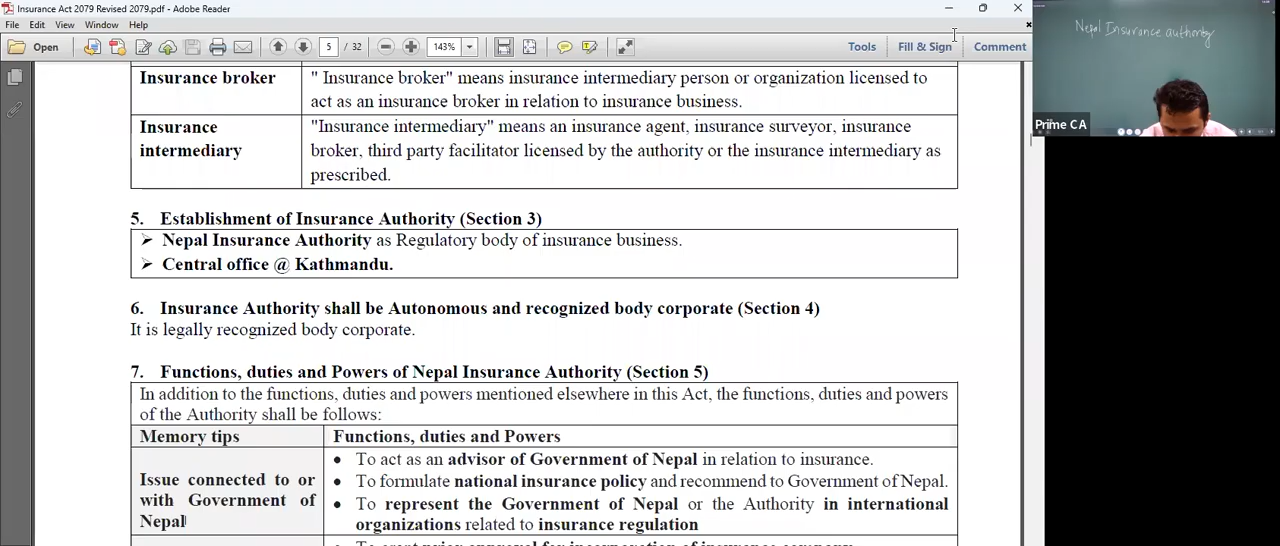 Insurance Act 2079 Revised 2079.pdf - Adobe Reader
File Edit View Window Help
Open 5 / 32 143% Tools Fill & Sign Comment
Nepal Insurance authority
Prime CA
Insurance broker " Insurance broker" means insurance intermediary person or organization licensed to
act as an insurance broker in relation to insurance business.
Insurance "Insurance intermediary" means an insurance agent, insurance surveyor, insurance
intermediary broker, third party facilitator licensed by the authority or the insurance intermediary as
prescribed.
5. Establishment of Insurance Authority (Section 3)
➢ Nepal Insurance Authority as Regulatory body of insurance business.
➢ Central office @ Kathmandu.
6. Insurance Authority shall be Autonomous and recognized body corporate (Section 4)
It is legally recognized body corporate.
7. Functions, duties and Powers of Nepal Insurance Authority (Section 5)
In addition to the functions, duties and powers mentioned elsewhere in this Act, the functions, duties and powers
of the Authority shall be follows:
Memory tips Functions, duties and Powers
Issue connected to or
with Government of
Nepal
• To act as an advisor of Government of Nepal in relation to insurance.
• To formulate national insurance policy and recommend to Government of Nepal.
• To represent the Government of Nepal or the Authority in international
organizations related to insurance regulation
• To grant prior approval for incorporation of insurance company